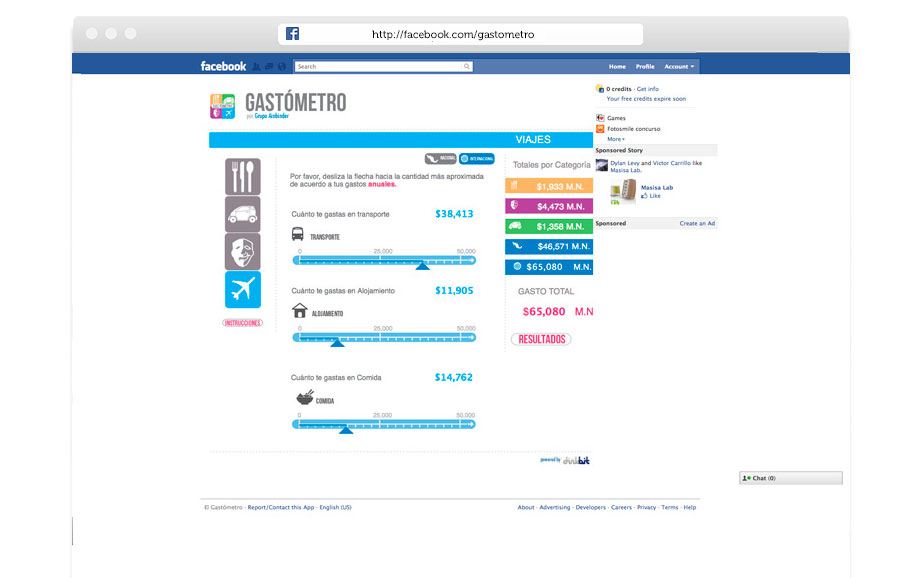 http://facebook.com/gastometro
facebook
Search
Home Profile Account
GASTÓMETRO
por Grupo Aimbinder
VIAJES
NACIONAL
INTERNACIONAL
Por favor, desliza la flecha hacia la cantidad más aproximada
de acuerdo a tus gastos anuales.
Cuánto te gastas en transporte $38,413
TRANSPORTE
0 25,000 50,000
Cuánto te gastas en Alojamiento $11,905
ALOJAMIENTO
0 25,000 50,000
Cuánto te gastas en Comida $14,762
COMIDA
0 25,000 50,000
INSTRUCCIONES
Totales por Categoría
$1,933 M.N.
$4,473 M.N.
$1,358 M.N.
$46,571 M.N.
$65,080 M.N.
GASTO TOTAL
$65,080 M.N
RESULTADOS
powered by dinkbit
0 credits · Get info
Your free credits expire soon
Games
Fotosmile concurso
More
Sponsored Story
Dylan Levy and Victor Carrillo like
Masisa Lab.
Masisa Lab
Like
Sponsored Create an Ad
Chat (0)
© Gastómetro · Report/Contact this App · English (US)
About · Advertising · Developers · Careers · Privacy · Terms · Help